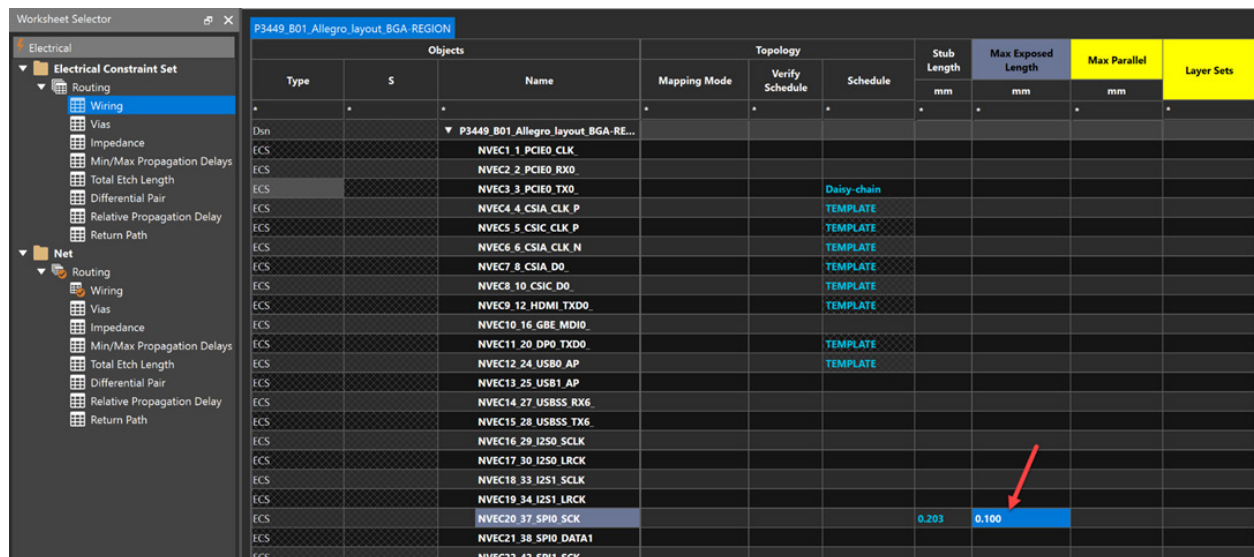 Worksheet Selector
Electrical
Electrical Constraint Set
Routing
Wiring
Vias
Impedance
Min/Max Propagation Delays
Total Etch Length
Differential Pair
Relative Propagation Delay
Return Path
Net
Routing
Wiring
Vias
Impedance
Min/Max Propagation Delays
Total Etch Length
Differential Pair
Relative Propagation Delay
Return Path
P3449_B01_Allegro_layout_BGA-REGION
Objects Topology Stub Length Max Exposed Length Max Parallel Layer Sets
Type S Name Mapping Mode Verify Schedule Schedule mm mm mm
* * * * * * * * * *
Dsn P3449_B01_Allegro_layout_BGA-RE...
ECS NVEC1_1_PCIE0_CLK_
ECS NVEC2_2_PCIE0_RX0_
ECS NVEC3_3_PCIE0_TX0_ Daisy-chain
ECS NVEC4_4_CSIA_CLK_P TEMPLATE
ECS NVEC5_5_CSIC_CLK_P TEMPLATE
ECS NVEC6_6_CSIA_CLK_N TEMPLATE
ECS NVEC7_8_CSIA_D0_ TEMPLATE
ECS NVEC8_10_CSIC_D0_ TEMPLATE
ECS NVEC9_12_HDMI_TXD0_ TEMPLATE
ECS NVEC10_16_GBE_MDI0_
ECS NVEC11_20_DP0_TXD0_ TEMPLATE
ECS NVEC12_24_USB0_AP TEMPLATE
ECS NVEC13_25_USB1_AP
ECS NVEC14_27_USBSS_RX6_
ECS NVEC15_28_USBSS_TX6_
ECS NVEC16_29_I2S0_SCLK
ECS NVEC17_30_I2S0_LRCK
ECS NVEC18_33_I2S1_SCLK
ECS NVEC19_34_I2S1_LRCK
ECS NVEC20_37_SPI0_SCK 0.203 0.100
ECS NVEC21_38_SPI0_DATA1
ECS NVEC22_42_SPI1_SCK